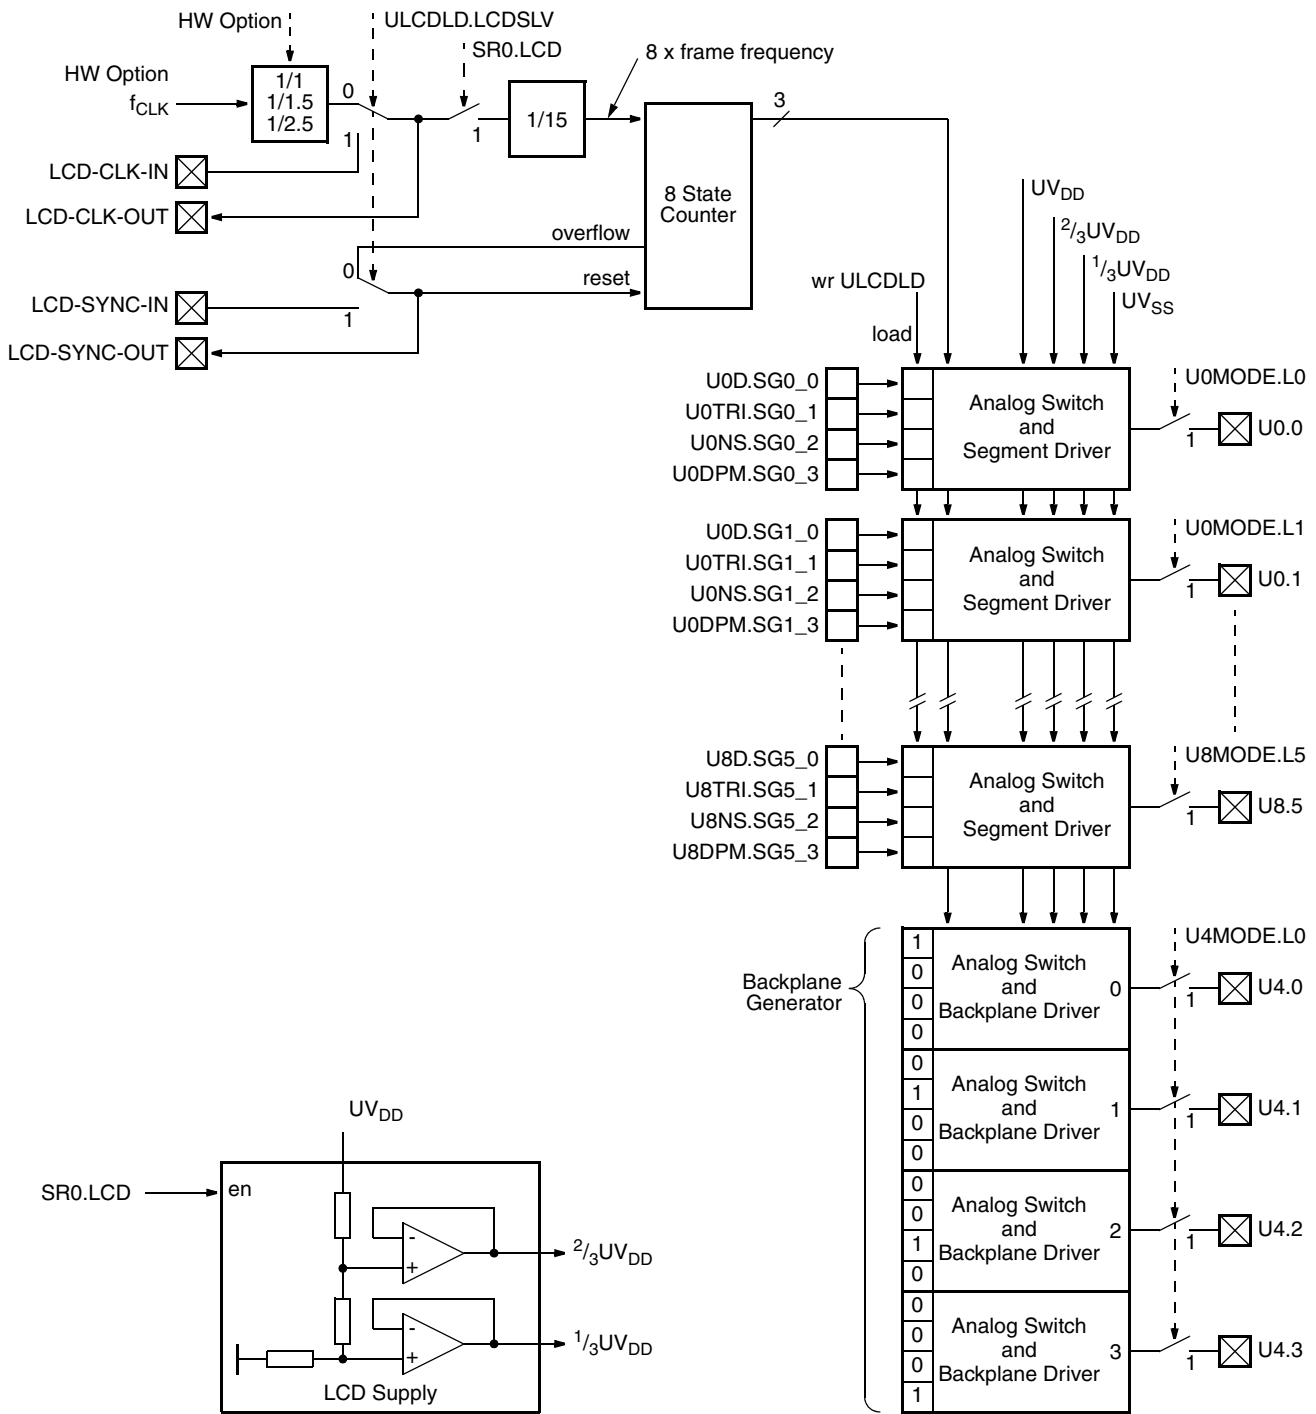 HW Option
ULCDLD.LCDSLV
SR0.LCD
8 x frame frequency
HW Option
fCLK
1/1
1/1.5
1/2.5
0
1
1
1/15
3
LCD-CLK-IN
LCD-CLK-OUT
8 State
Counter
overflow
reset
0
1
LCD-SYNC-IN
LCD-SYNC-OUT
UVDD
2/3UVDD
1/3UVDD
UVSS
wr ULCDLD
load
U0D.SG0_0
U0TRI.SG0_1
U0NS.SG0_2
U0DPM.SG0_3
Analog Switch
and
Segment Driver
U0MODE.L0
1
U0.0
U0D.SG1_0
U0TRI.SG1_1
U0NS.SG1_2
U0DPM.SG1_3
Analog Switch
and
Segment Driver
U0MODE.L1
1
U0.1
U8D.SG5_0
U8TRI.SG5_1
U8NS.SG5_2
U8DPM.SG5_3
Analog Switch
and
Segment Driver
U8MODE.L5
1
U8.5
Backplane
Generator
1
0
0
0
Analog Switch
and
Backplane Driver
0
U4MODE.L0
1
U4.0
0
1
0
0
Analog Switch
and
Backplane Driver
1
1
U4.1
0
0
1
0
Analog Switch
and
Backplane Driver
2
1
U4.2
0
0
0
1
Analog Switch
and
Backplane Driver
3
1
U4.3
UVDD
SR0.LCD
en
-
+
2/3UVDD
-
+
1/3UVDD
LCD Supply